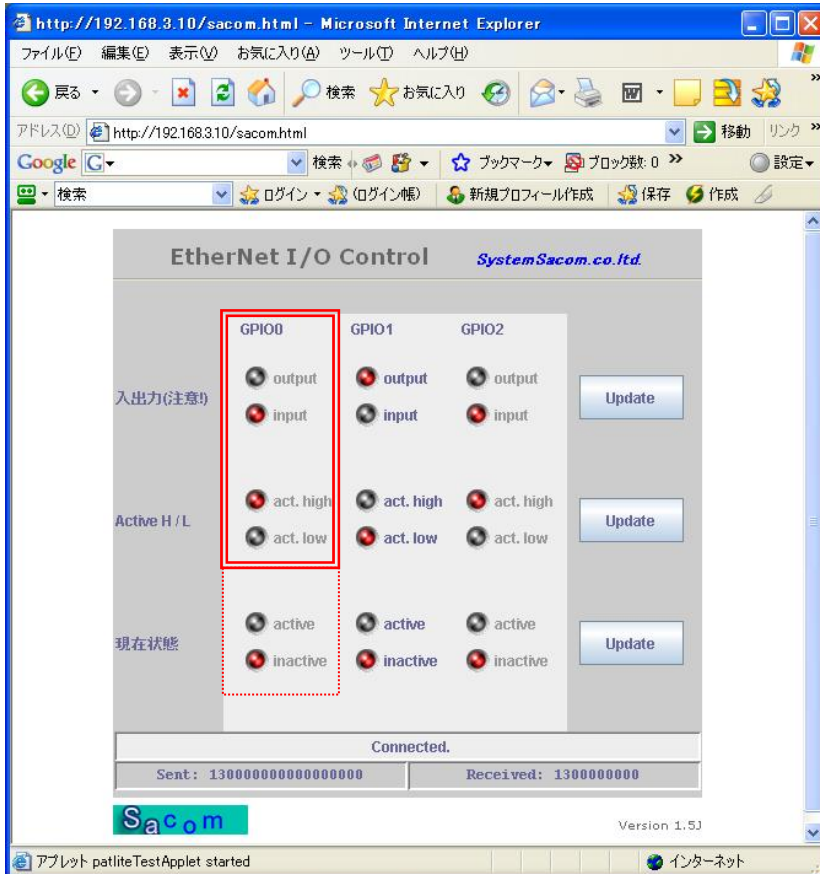 http://192.168.3.10/sacom.html - Microsoft Internet Explorer
ファイル(F) 編集(E) 表示(V) お気に入り(A) ツール(T) ヘルプ(H)
戻る 検索 お気に入り »
アドレス(D) http://192.168.3.10/sacom.html 移動 リンク »
Google G 検索 ブックマーク ブロック数: 0 » 設定
検索 ログイン (ログイン帳) 新規プロフィール作成 保存 作成
EtherNet I/O Control SystemSacom.co.ltd.
GPIO0 GPIO1 GPIO2
output output output
入出力(注意!) Update
input input input
act. high act. high act. high
Active H / L Update
act. low act. low act. low
active active active
現在状態 Update
inactive inactive inactive
Connected.
Sent: 130000000000000000 Received: 1300000000
Sacom
Version 1.5J
アプレット patliteTestApplet started インターネット